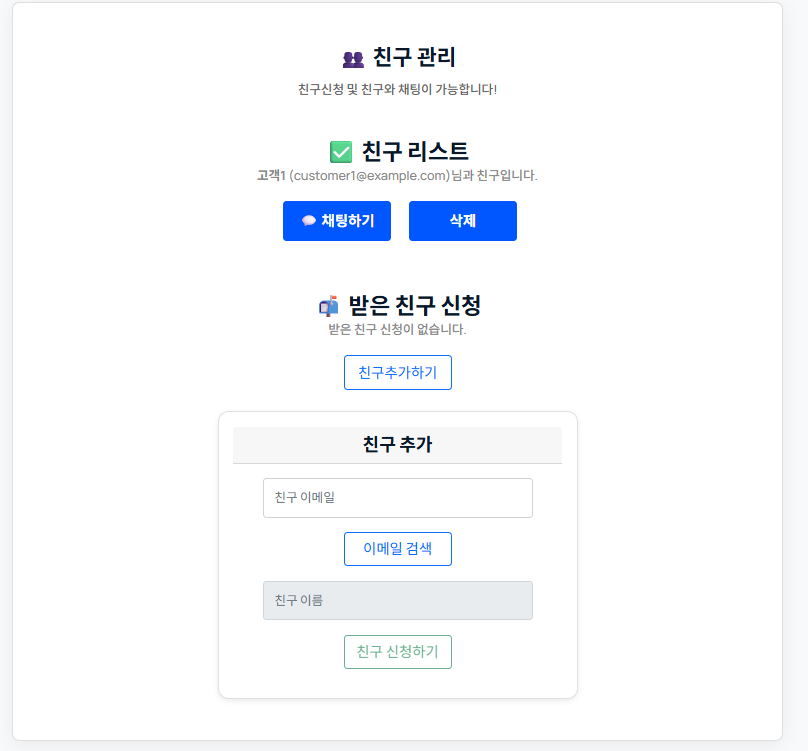 친구 관리
친구신청 및 친구와 채팅이 가능합니다!
친구 리스트
고객1 (customer1@example.com)님과 친구입니다.
채팅하기 삭제
받은 친구 신청
받은 친구 신청이 없습니다.
친구추가하기
친구 추가
친구 이메일
이메일 검색
친구 이름
친구 신청하기